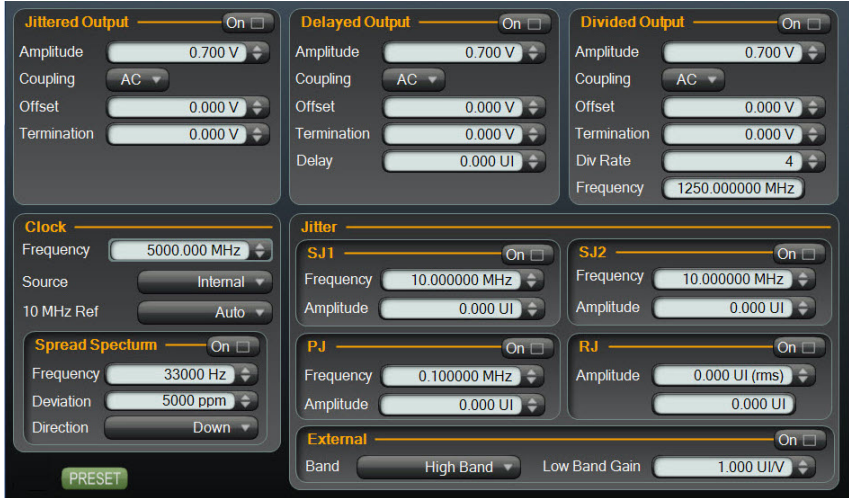 Jittered Output On
Amplitude 0.700 V
Coupling AC
Offset 0.000 V
Termination 0.000 V
Delayed Output On
Amplitude 0.700 V
Coupling AC
Offset 0.000 V
Termination 0.000 V
Delay 0.000 UI
Divided Output On
Amplitude 0.700 V
Coupling AC
Offset 0.000 V
Termination 0.000 V
Div Rate 4
Frequency 1250.000000 MHz
Clock
Frequency 5000.000 MHz
Source Internal
10 MHz Ref Auto
Spread Specturm On
Frequency 33000 Hz
Deviation 5000 ppm
Direction Down
PRESET
Jitter
SJ1 On
Frequency 10.000000 MHz
Amplitude 0.000 UI
SJ2 On
Frequency 10.000000 MHz
Amplitude 0.000 UI
PJ On
Frequency 0.100000 MHz
Amplitude 0.000 UI
RJ On
Amplitude 0.000 UI (rms)
0.000 UI
External On
Band High Band Low Band Gain 1.000 UI/V